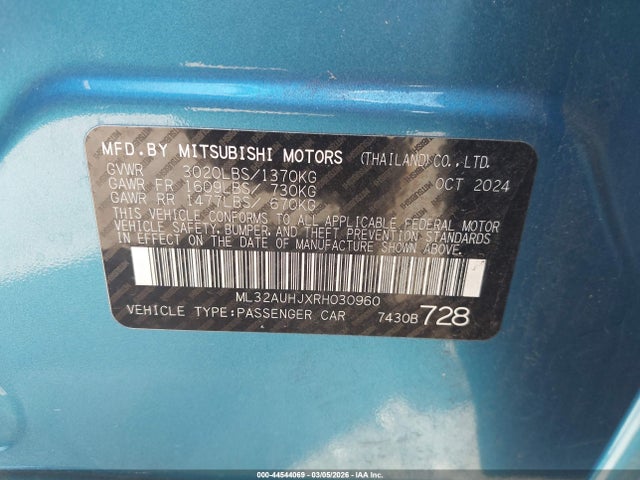 MFD.BY MITSUBISHI MOTORS (THAILAND)CO.,LTD.
GVWR 3020LBS/1370KG
GAWR FR 1609LBS/ 730KG OCT 2024
GAWR RR 1477LBS/ 670KG
THIS VEHICLE CONFORMS TO ALL APPLICABLE FEDERAL MOTOR
VEHICLE SAFETY,BUMPER,AND THEFT PREVENTION STANDARDS
IN EFFECT ON THE DATE OF MANUFACTURE SHOWN ABOVE.
ML32AUHJXRH030960
VEHICLE TYPE:PASSENGER CAR 7430B 728
000-44544069 - 03/05/2026 - IAA